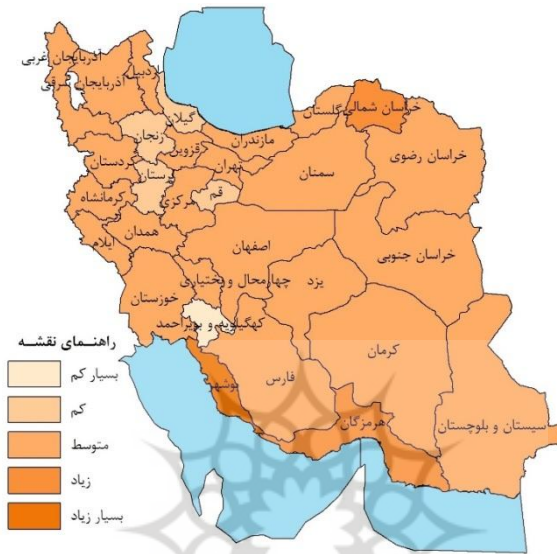 آذربایجان غربی
اردبیل
آذربایجان شرقی
گیلان
زنجان
کردستان
قزوین
مازندران
گلستان
خراسان شمالی
خراسان رضوی
سمنان
تهران
قم
مرکزی
لرستان
کرمانشاه
همدان
ایلام
اصفهان
خراسان جنوبی
یزد
چهارمحال و بختیاری
خوزستان
کهگیلویه و بویراحمد
کرمان
فارس
بوشهر
هرمزگان
سیستان و بلوچستان
راهنمای نقشه
بسیار کم
کم
متوسط
زیاد
بسیار زیاد